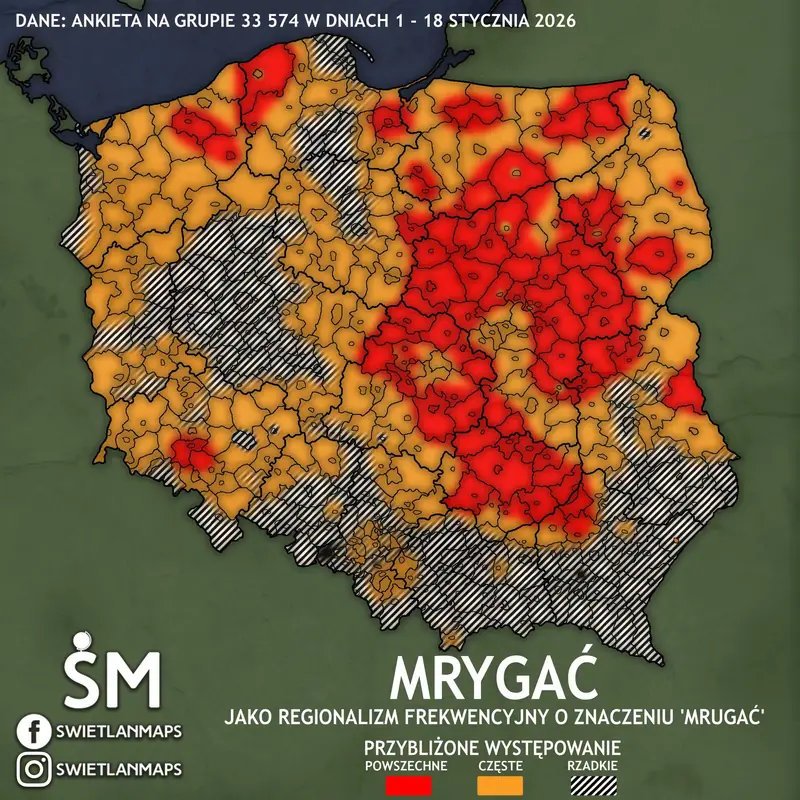 DANE: ANKIETA NA GRUPIE 33 574 W DNIACH 1 - 18 STYCZNIA 2026
ŚM
SWIETLANMAPS
SWIETLANMAPS
MRYGAĆ
JAKO REGIONALIZM FREKWENCYJNY O ZNACZENIU 'MRUGAĆ'
PRZYBLIŻONE WYSTĘPOWANIE
POWSZECHNE CZĘSTE RZADKIE